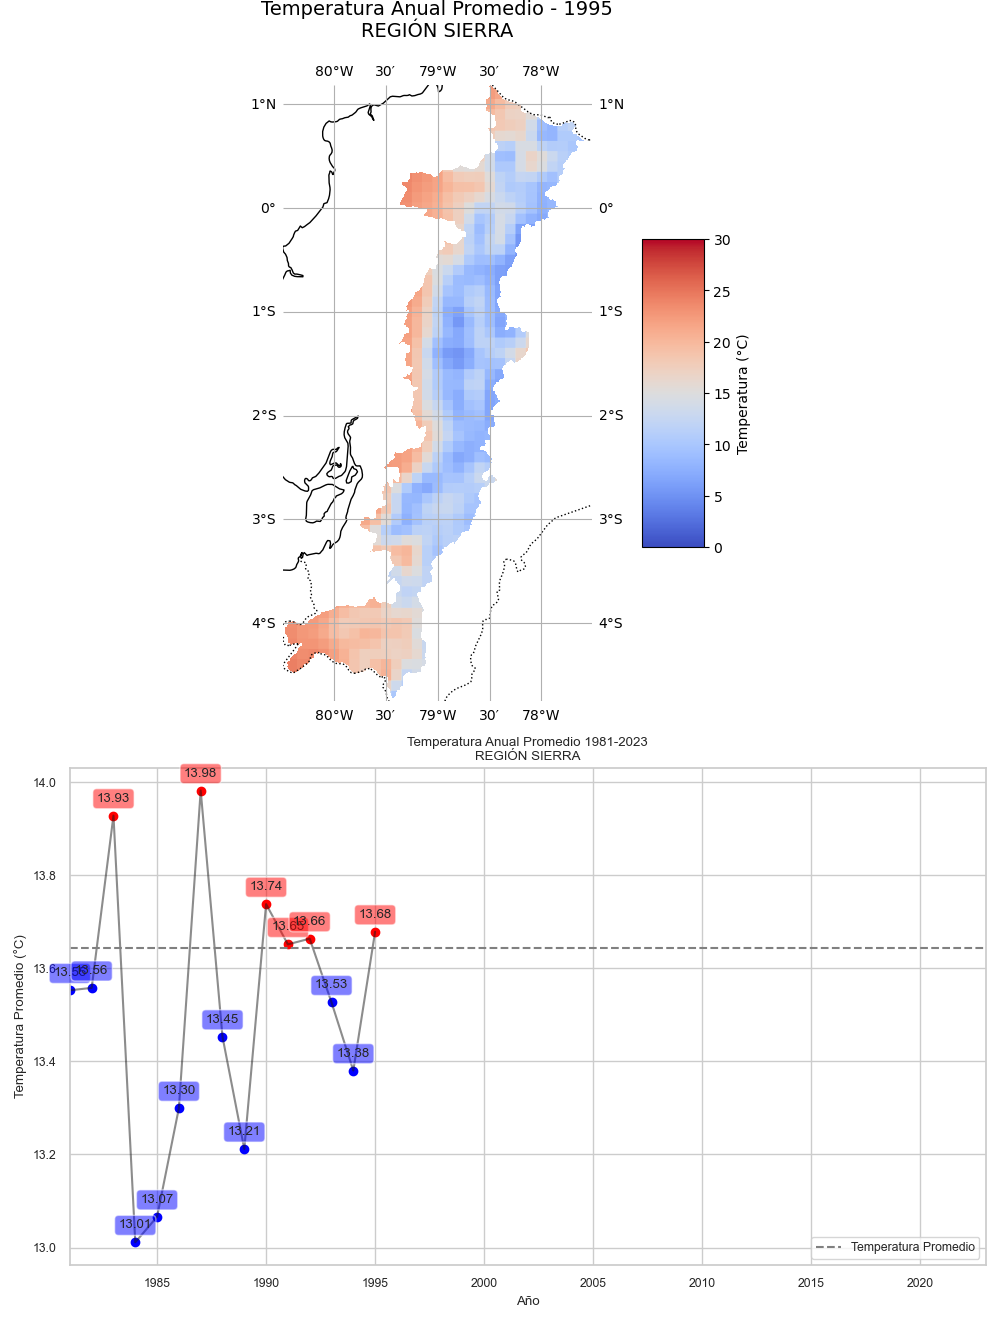 Temperatura Anual Promedio - 1995
REGIÓN SIERRA
80°W 30′ 79°W 30′ 78°W
1°N 1°N
0° 0°
1°S 1°S
2°S 2°S
3°S 3°S
4°S 4°S
80°W 30′ 79°W 30′ 78°W
30
25
20
15
10
5
0
Temperatura (°C)
Temperatura Anual Promedio 1981-2023
REGIÓN SIERRA
14.0
13.8
13.6
13.4
13.2
13.0
Temperatura Promedio (°C)
13.56
13.93
13.01
13.07
13.30
13.98
13.45
13.21
13.74
13.65
13.66
13.53
13.38
13.68
Temperatura Promedio
1985 1990 1995 2000 2005 2010 2015 2020
Año